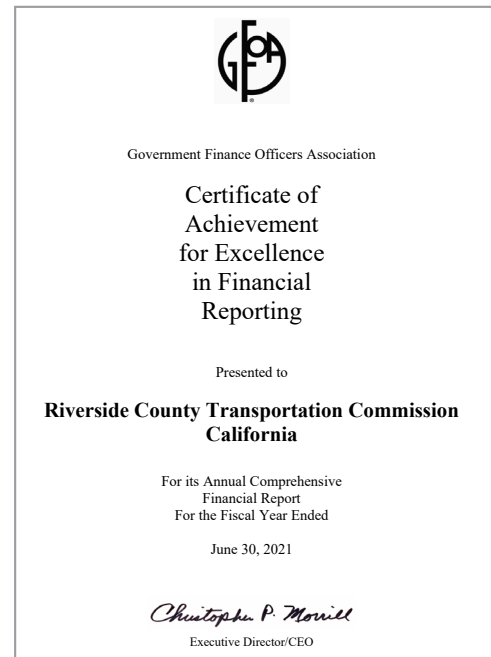 GFOA
Government Finance Officers Association
Certificate of
Achievement
for Excellence
in Financial
Reporting
Presented to
Riverside County Transportation Commission
California
For its Annual Comprehensive
Financial Report
For the Fiscal Year Ended
June 30, 2021
Christopher P. Morrill
Executive Director/CEO